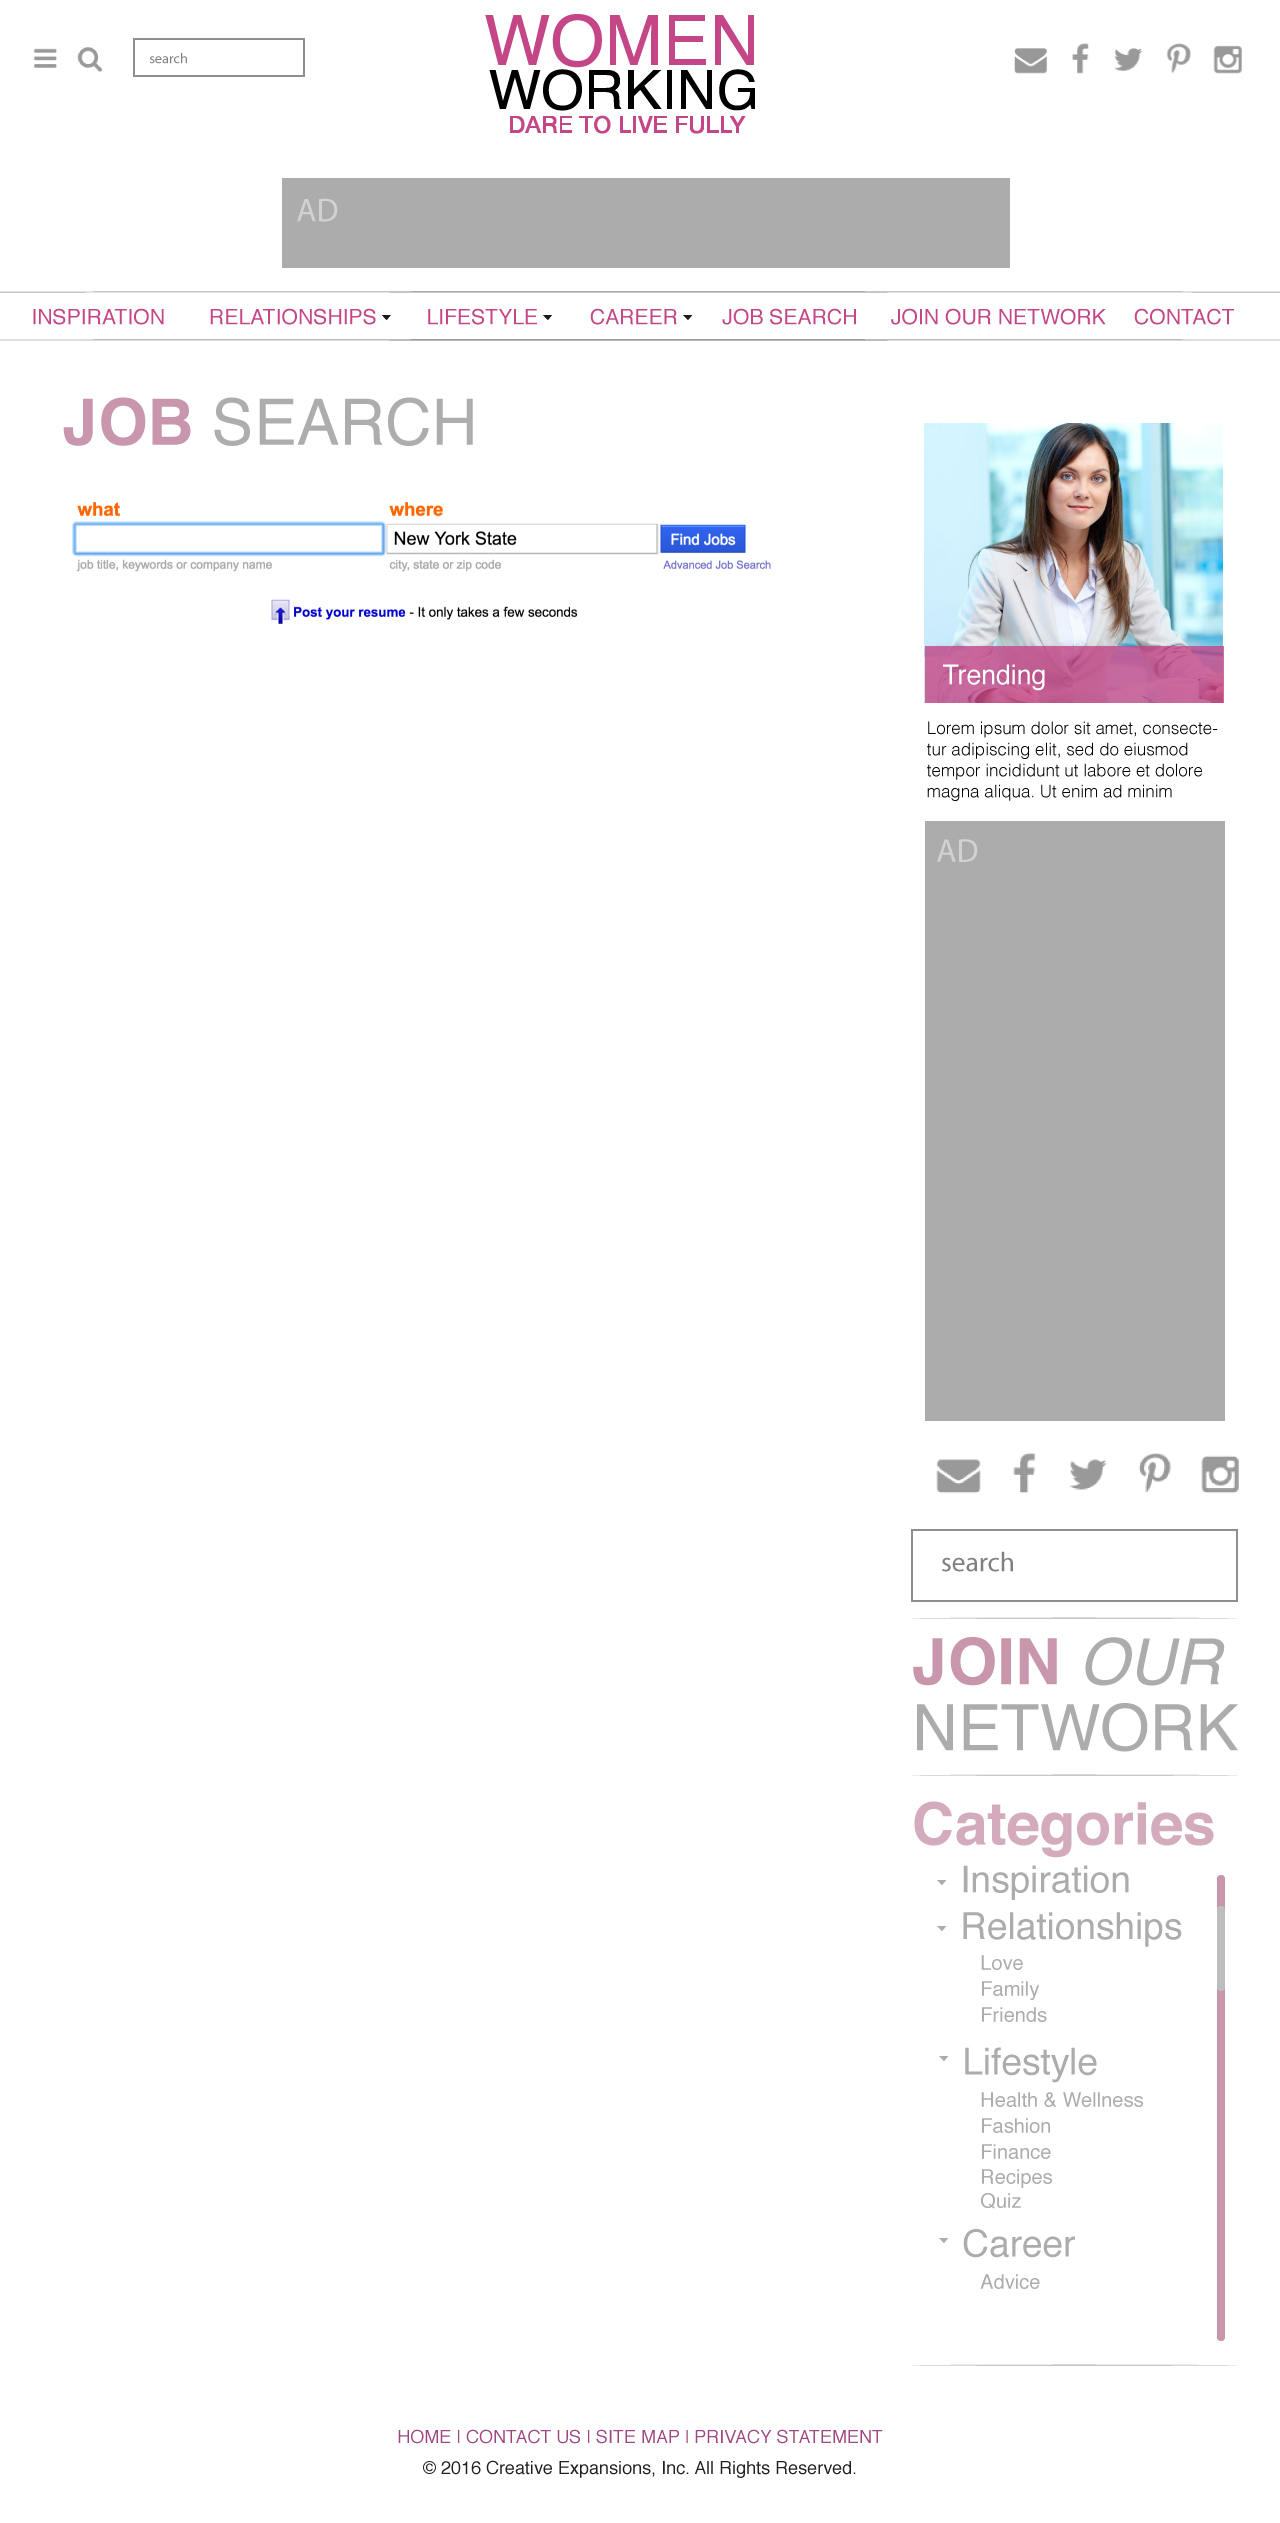 search
WOMEN
WORKING
DARE TO LIVE FULLY
AD
INSPIRATION RELATIONSHIPS LIFESTYLE CAREER JOB SEARCH JOIN OUR NETWORK CONTACT
JOB SEARCH
what where
New York State Find Jobs
job title, keywords or company name city, state or zip code Advanced Job Search
Post your resume - It only takes a few seconds
Trending
Lorem ipsum dolor sit amet, consecte-
tur adipiscing elit, sed do eiusmod
tempor incididunt ut labore et dolore
magna aliqua. Ut enim ad minim
AD
search
JOIN OUR
NETWORK
Categories
Inspiration
Relationships
Love
Family
Friends
Lifestyle
Health & Wellness
Fashion
Finance
Recipes
Quiz
Career
Advice
HOME | CONTACT US | SITE MAP | PRIVACY STATEMENT
© 2016 Creative Expansions, Inc. All Rights Reserved.